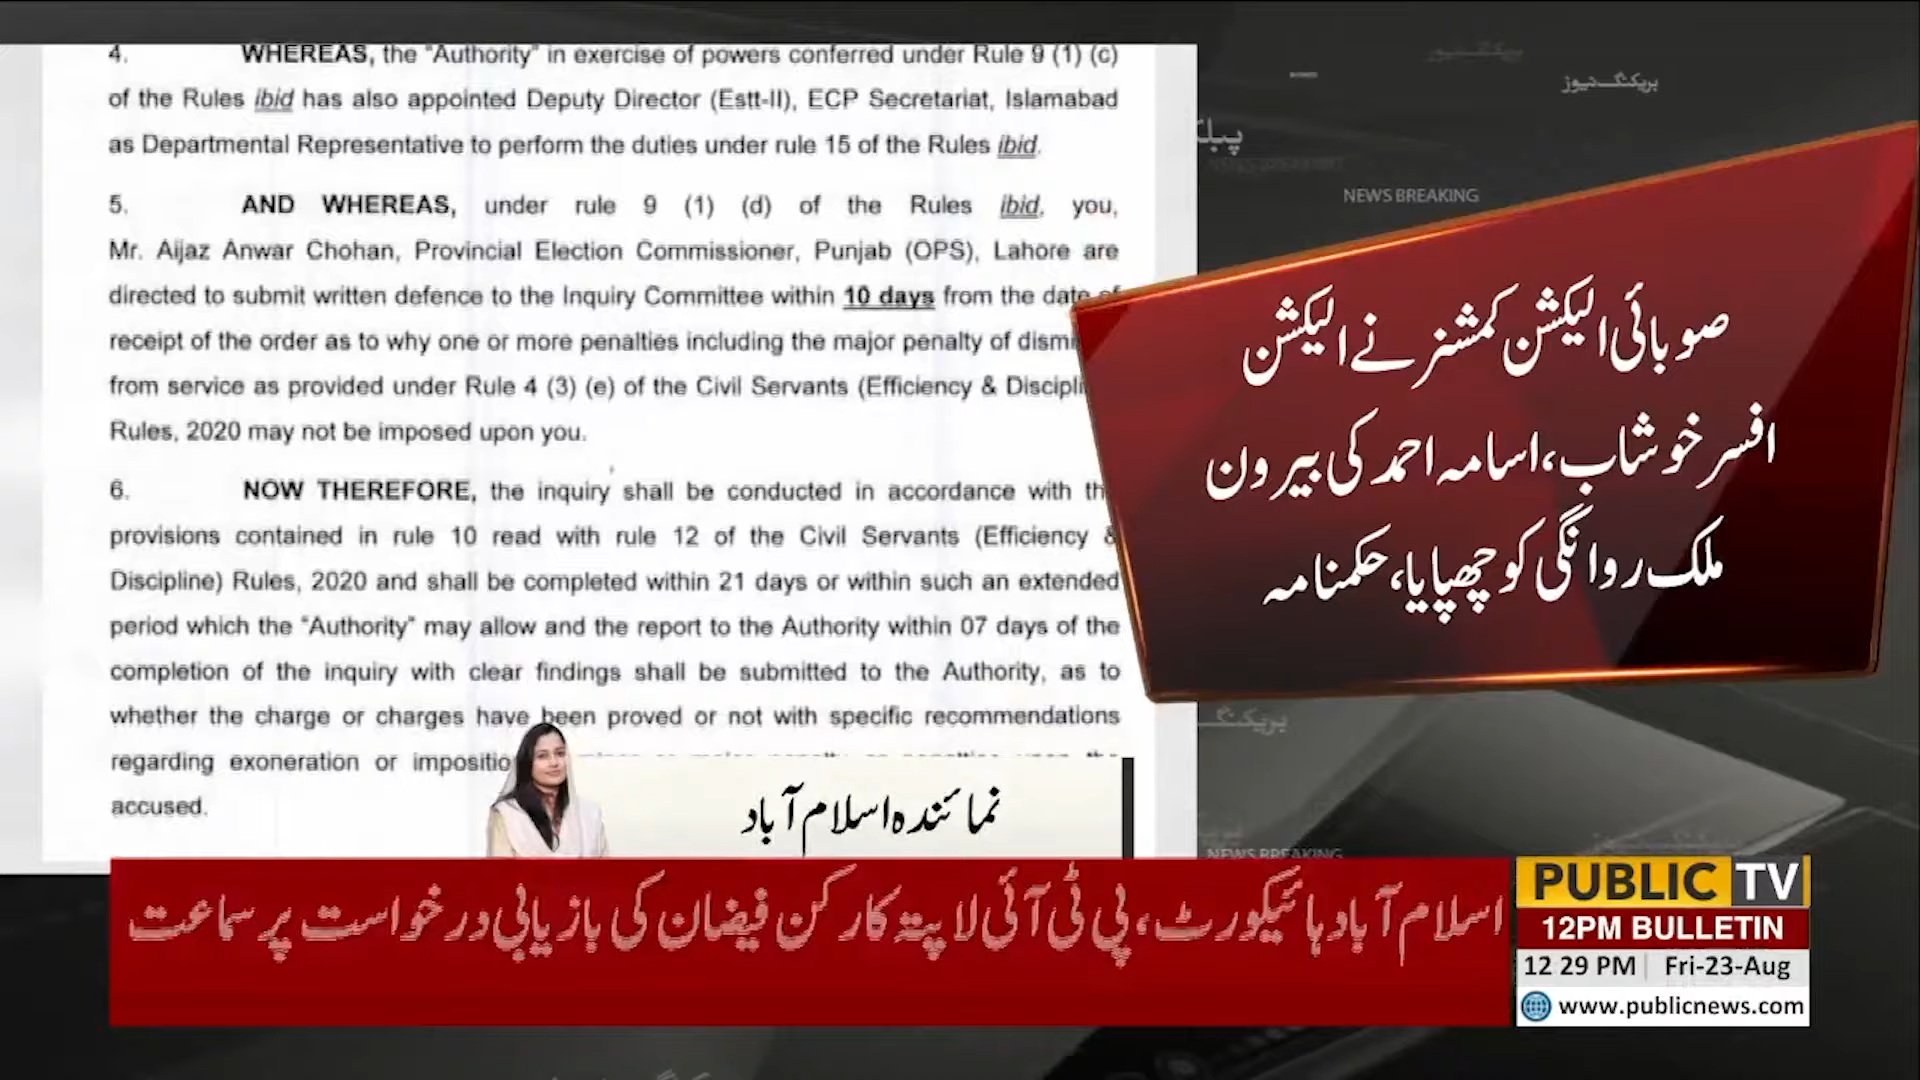 4. WHEREAS, the "Authority" in exercise of powers conferred under Rule 9 (1) (c)
of the Rules ibid has also appointed Deputy Director (Estt-II), ECP Secretariat, Islamabad
as Departmental Representative to perform the duties under rule 15 of the Rules ibid.
5. AND WHEREAS, under rule 9 (1) (d) of the Rules ibid, you,
Mr. Aijaz Anwar Chohan, Provincial Election Commissioner, Punjab (OPS), Lahore are
directed to submit written defence to the Inquiry Committee within 10 days from the date of
receipt of the order as to why one or more penalties including the major penalty of
from service as provided under Rule 4 (3) (e) of the Civil Servants (Efficiency &
Rules, 2020 may not be imposed upon you.
6. NOW THEREFORE, the inquiry shall be conducted in accordance with
provisions contained in rule 10 read with rule 12 of the Civil Servants (Efficiency &
Discipline) Rules, 2020 and shall be completed within 21 days or within such an extended
period which the "Authority" may allow and the report to the Authority within 07 days of the
completion of the inquiry with clear findings shall be submitted to the Authority, as to
whether the charge or charges have been proved or not with specific recommendations
regarding exoneration or
accused.
بریکنگ نیوز
NEWS BREAKING
صوبائی الیکشن کمشنر نے الیکشن
افسر خوشاب، اسامہ احمد کی بیرون
ملک روانگی کو چھپایا، حکمنامہ
بریکنگ
NEWS BREAKING
نمائندہ اسلام آباد
اسلام آباد ہائیکورٹ، پی ٹی آئی لاپتہ کارکن فیضان کی بازیابی درخواست پر سماعت
PUBLIC TV
12PM BULLETIN
12 29 PM Fri-23-Aug
www.publicnews.com